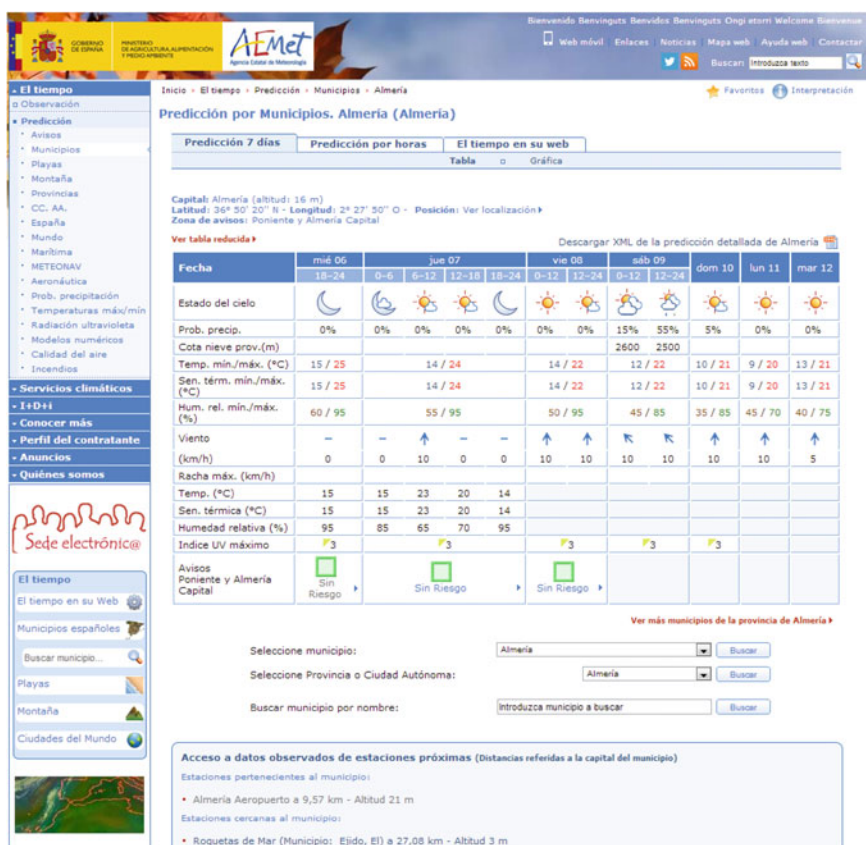 Bienvenido Benvinguts Benvidos Benvinguts Ongi etorri Welcome Bienvenue
GOBIERNO DE ESPAÑA
MINISTERIO DE AGRICULTURA, ALIMENTACIÓN Y MEDIO AMBIENTE
AEMet
Agencia Estatal de Meteorología
Web móvil Enlaces Noticias Mapa web Ayuda web Contactar
Buscar: Introduzca texto
El tiempo
Observación
Predicción
Avisos
Municipios
Playas
Montaña
Provincias
CC. AA.
España
Mundo
Marítima
METEONAV
Aeronáutica
Prob. precipitación
Temperaturas máx/mín
Radiación ultravioleta
Modelos numéricos
Calidad del aire
Incendios
Servicios climáticos
I+D+i
Conocer más
Perfil del contratante
Anuncios
Quiénes somos
Sede electrónic@
El tiempo
El tiempo en su Web
Municipios españoles
Buscar municipio...
Playas
Montaña
Ciudades del Mundo
Inicio El tiempo Predicción Municipios Almería
Favoritos Interpretación
Predicción por Municipios. Almería (Almería)
Predicción 7 días Predicción por horas El tiempo en su web
Tabla Gráfica
Capital: Almería (altitud: 16 m)
Latitud: 36º 50' 20'' N - Longitud: 2º 27' 50'' O - Posición: Ver localización
Zona de avisos: Poniente y Almería Capital
Ver tabla reducida Descargar XML de la predicción detallada de Almería
Fecha mié 06 jue 07 vie 08 sáb 09 dom 10 lun 11 mar 12
18-24 0-6 6-12 12-18 18-24 0-12 12-24 0-12 12-24
Estado del cielo
Prob. precip. 0% 0% 0% 0% 0% 0% 0% 15% 55% 5% 0% 0%
Cota nieve prov.(m) 2600 2500
Temp. mín./máx. (°C) 15 / 25 14 / 24 14 / 22 12 / 22 10 / 21 9 / 20 13 / 21
Sen. térm. mín./máx. (°C) 15 / 25 14 / 24 14 / 22 12 / 22 10 / 21 9 / 20 13 / 21
Hum. rel. mín./máx. (%) 60 / 95 55 / 95 50 / 95 45 / 85 35 / 85 45 / 70 40 / 75
Viento
(km/h) 0 0 10 0 0 10 10 10 10 10 10 5
Racha máx. (km/h)
Temp. (°C) 15 15 23 20 14
Sen. térmica (°C) 15 15 23 20 14
Humedad relativa (%) 95 85 65 70 95
Indice UV máximo 3 3 3 3 3
Avisos
Poniente y Almería Capital Sin Riesgo Sin Riesgo Sin Riesgo
Ver más municipios de la provincia de Almería
Seleccione municipio: Almería Buscar
Seleccione Provincia o Ciudad Autónoma: Almería Buscar
Buscar municipio por nombre: Introduzca municipio a buscar Buscar
Acceso a datos observados de estaciones próximas (Distancias referidas a la capital del municipio)
Estaciones pertenecientes al municipio:
Almería Aeropuerto a 9,57 km - Altitud 21 m
Estaciones cercanas al municipio:
Roquetas de Mar (Municipio: Ejido, El) a 27,08 km - Altitud 3 m